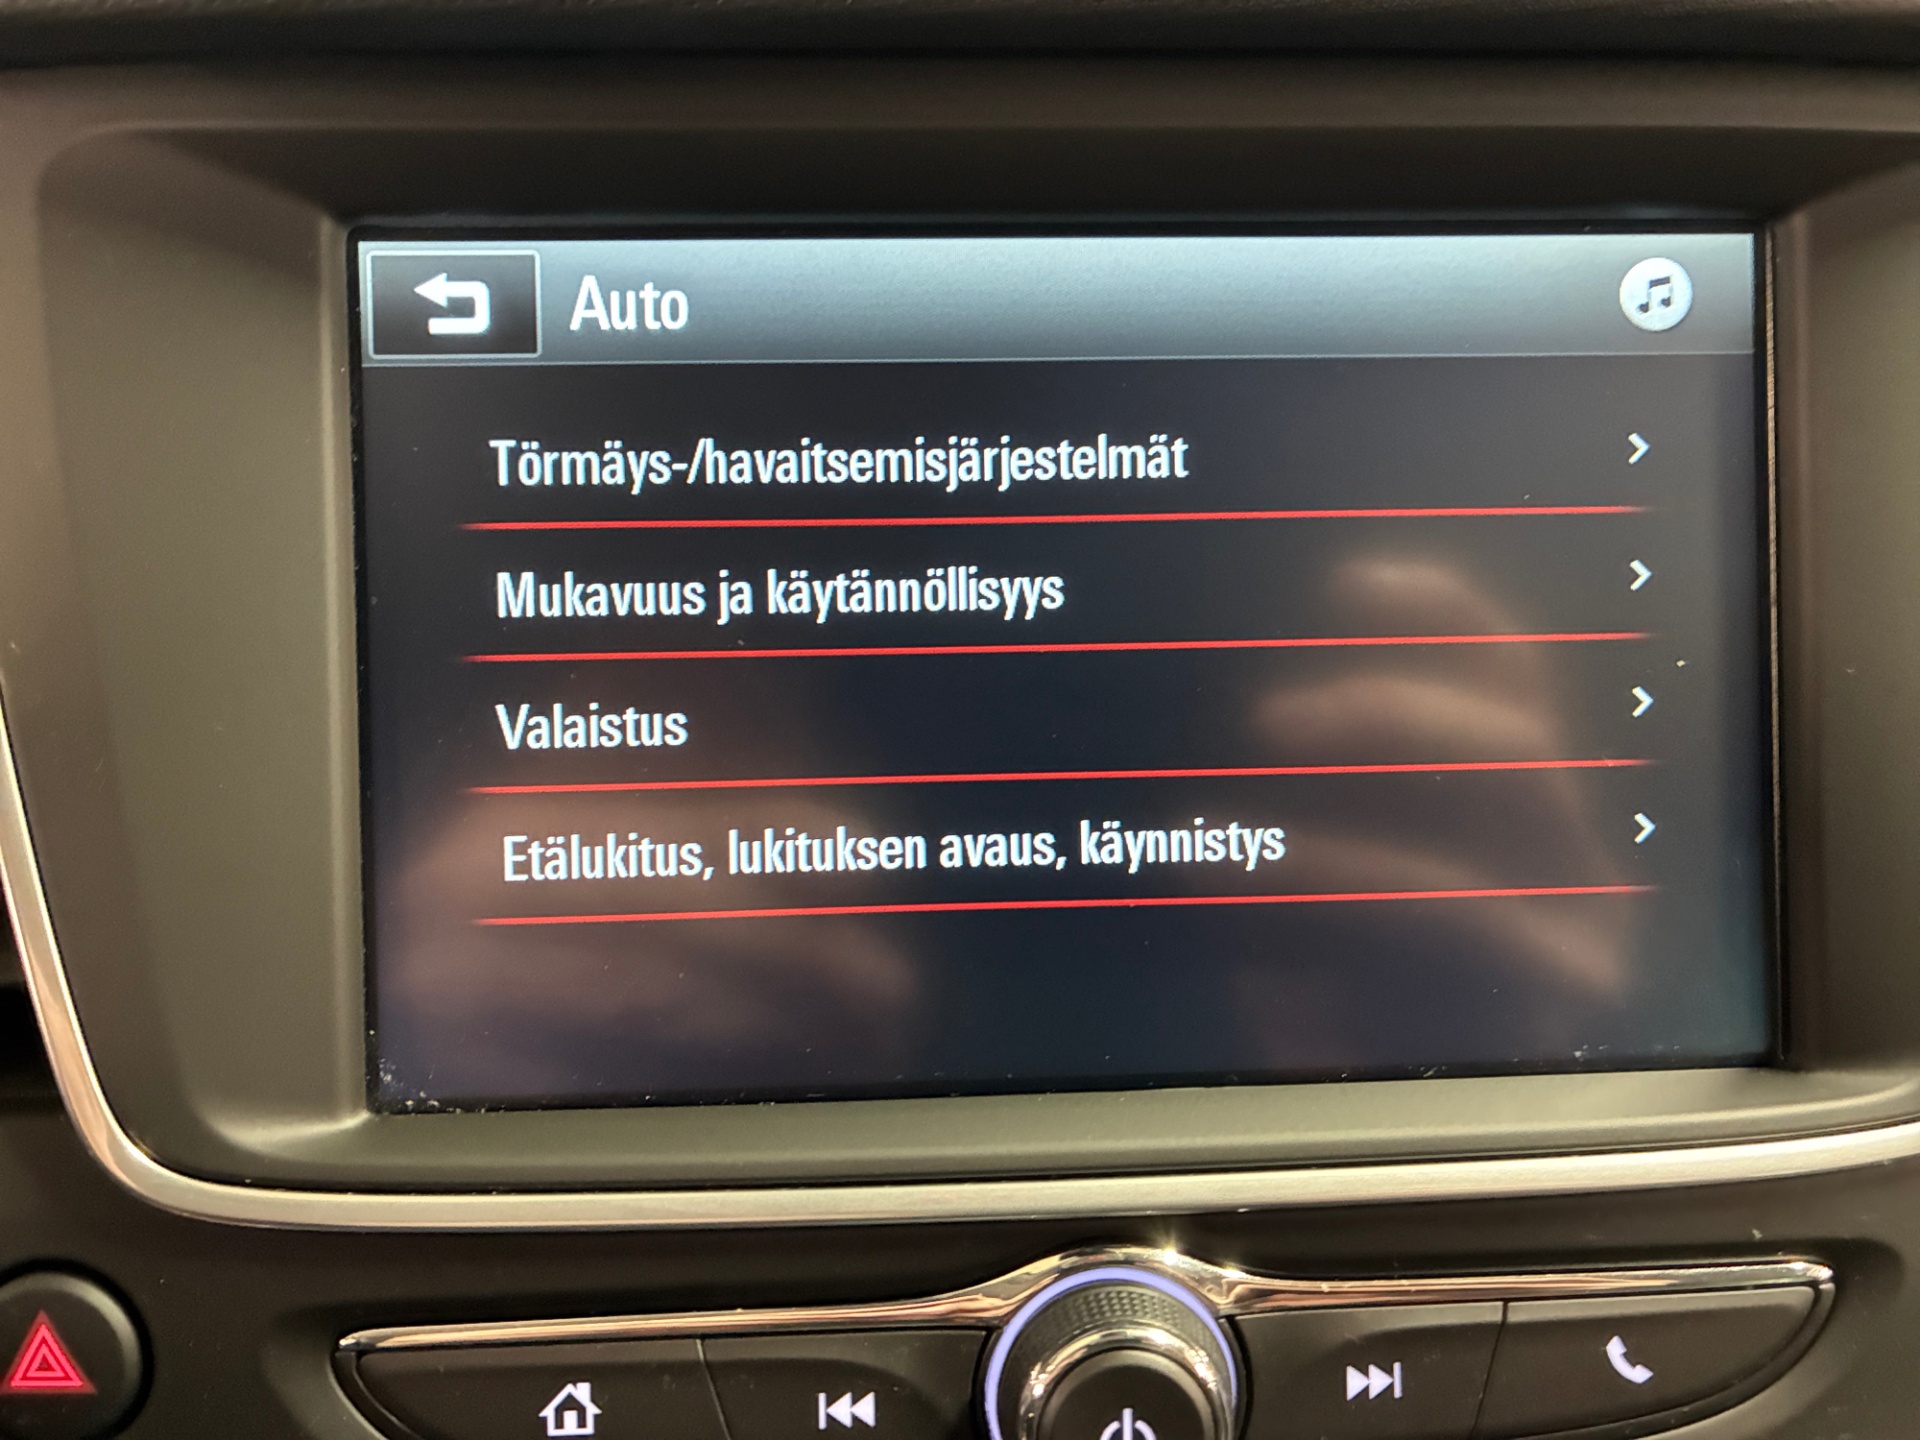 Auto
Törmäys-/havaitsemisjärjestelmät
Mukavuus ja käytännöllisyys
Valaistus
Etälukitus, lukituksen avaus, käynnistys